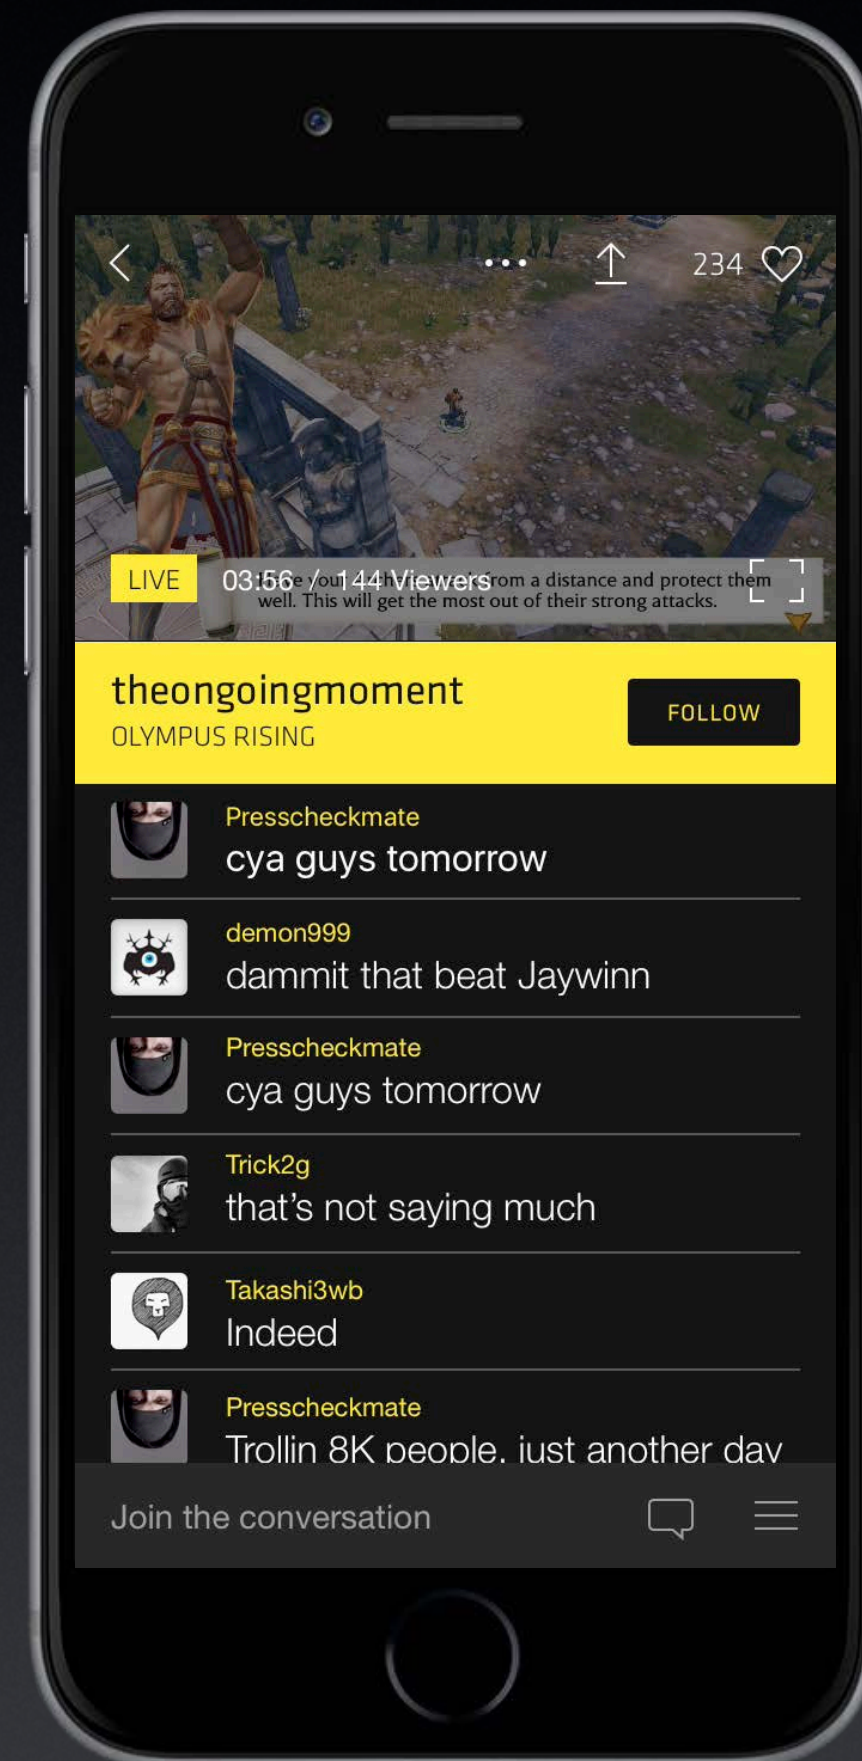 234
LIVE
03:56 / 144 Viewers
your
from a distance and protect them
well. This will get the most out of their strong attacks.
theongoingmoment
OLYMPUS RISING
FOLLOW
Presscheckmate
cya guys tomorrow
demon999
dammit that beat Jaywinn
Presscheckmate
cya guys tomorrow
Trick2g
that's not saying much
Takashi3wb
Indeed
Presscheckmate
Trollin 8K people, just another day
Join the conversation